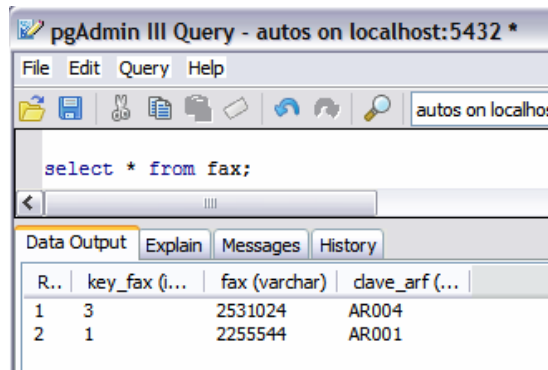 pgAdmin III Query - autos on localhost:5432 *
File Edit Query Help
autos on localhos
select * from fax;
Data Output Explain Messages History
R.. key_fax (i... fax (varchar) clave_arf (...
1 3 2531024 AR004
2 1 2255544 AR001